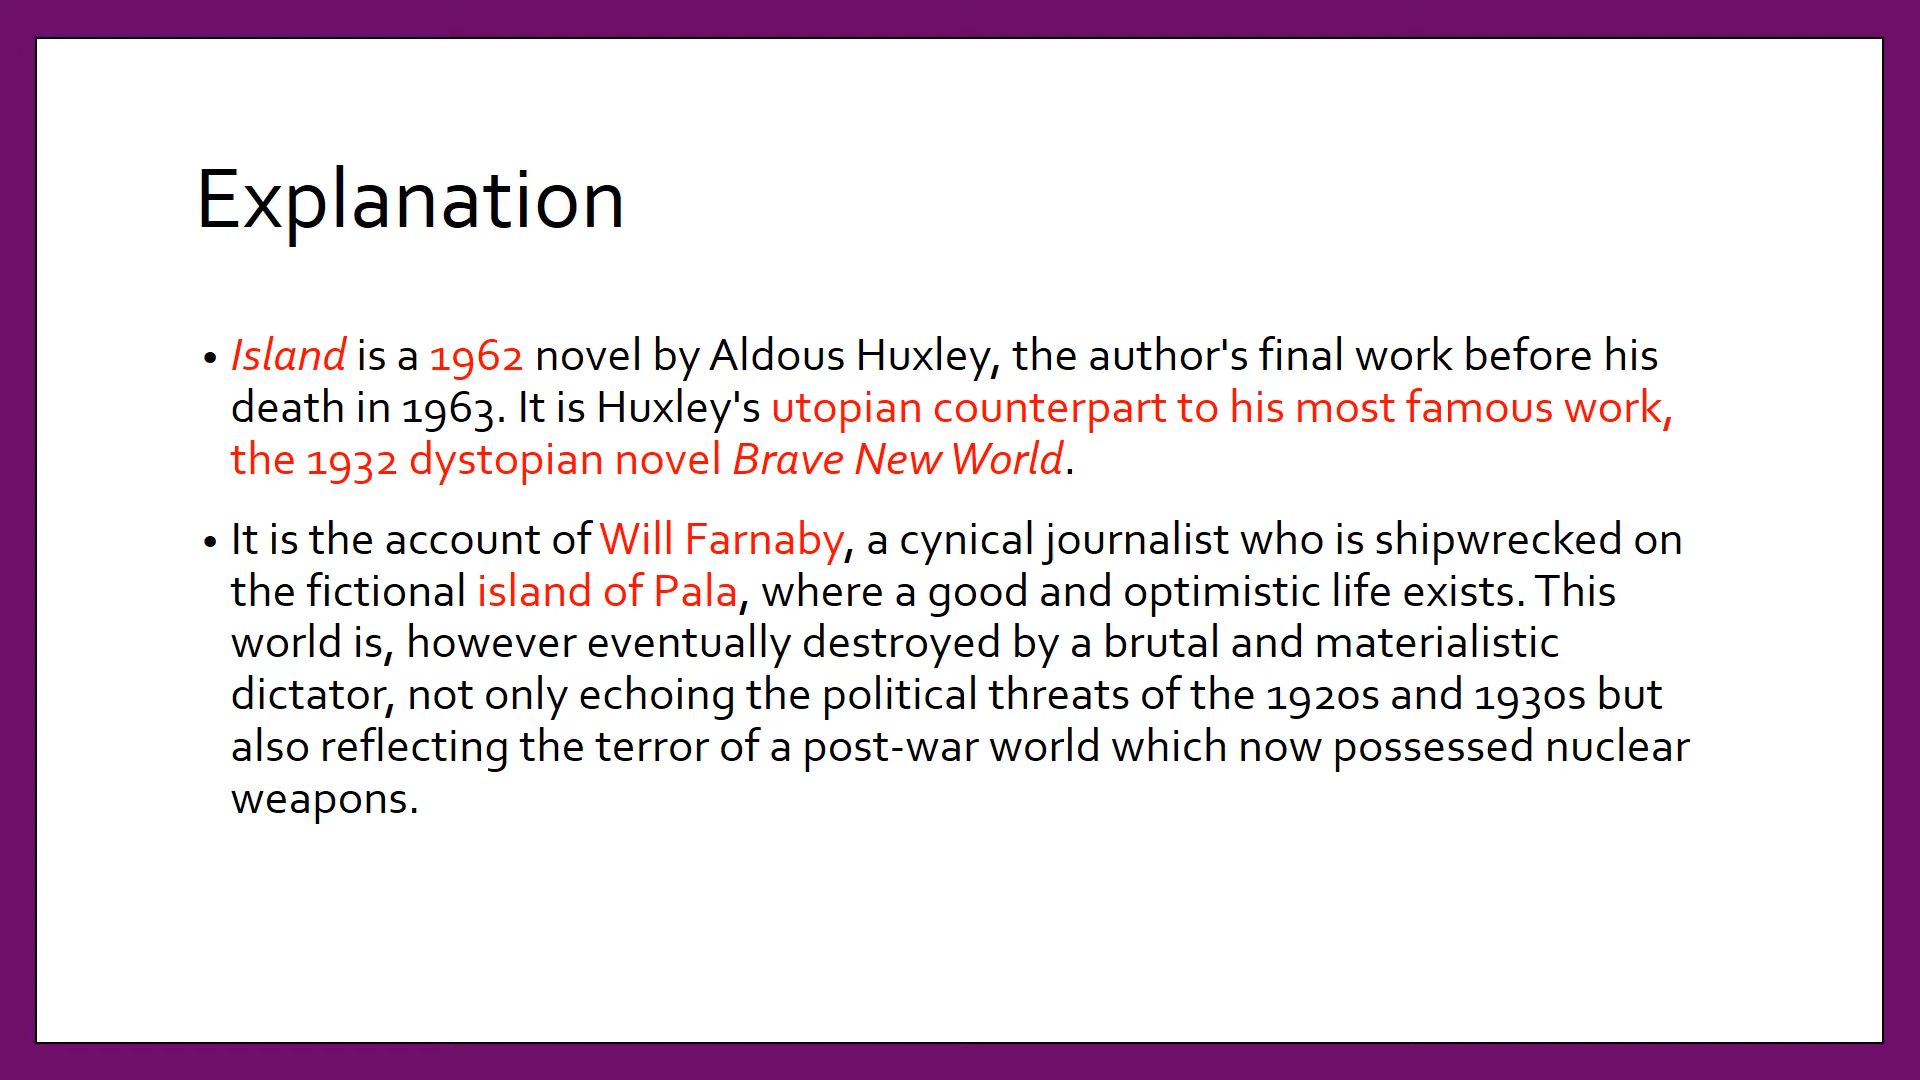 Explanation
• Island is a 1962 novel by Aldous Huxley, the author's final work before his
death in 1963. It is Huxley's utopian counterpart to his most famous work,
the 1932 dystopian novel Brave New World.
• It is the account of Will Farnaby, a cynical journalist who is shipwrecked on
the fictional island of Pala, where a good and optimistic life exists. This
world is, however eventually destroyed by a brutal and materialistic
dictator, not only echoing the political threats of the 1920s and 1930s but
also reflecting the terror of a post-war world which now possessed nuclear
weapons.